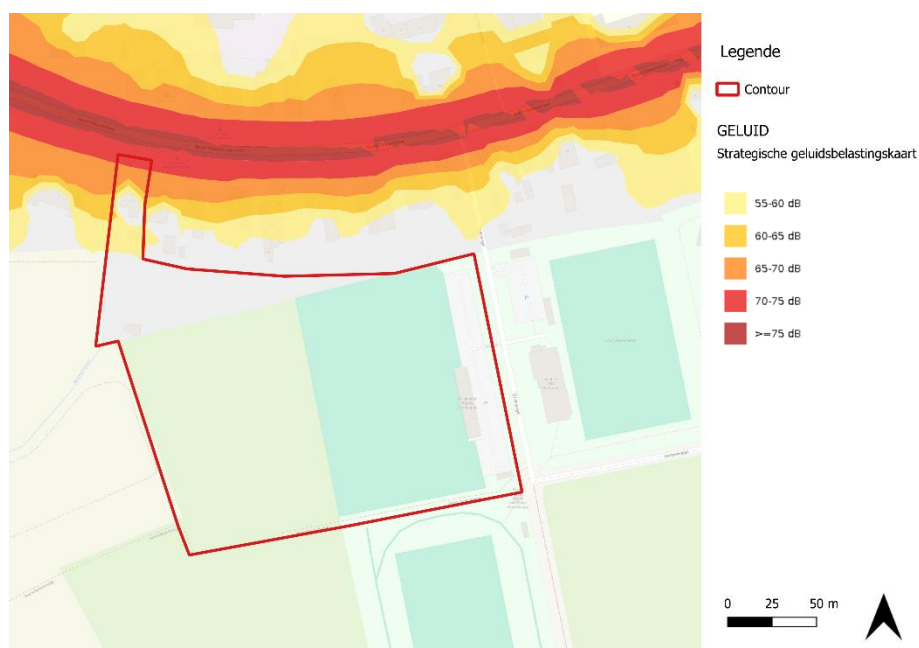 Legende
Contour
GELUID
Strategische geluidsbelastingskaart
55-60 dB
60-65 dB
65-70 dB
70-75 dB
>=75 dB
0 25 50 m